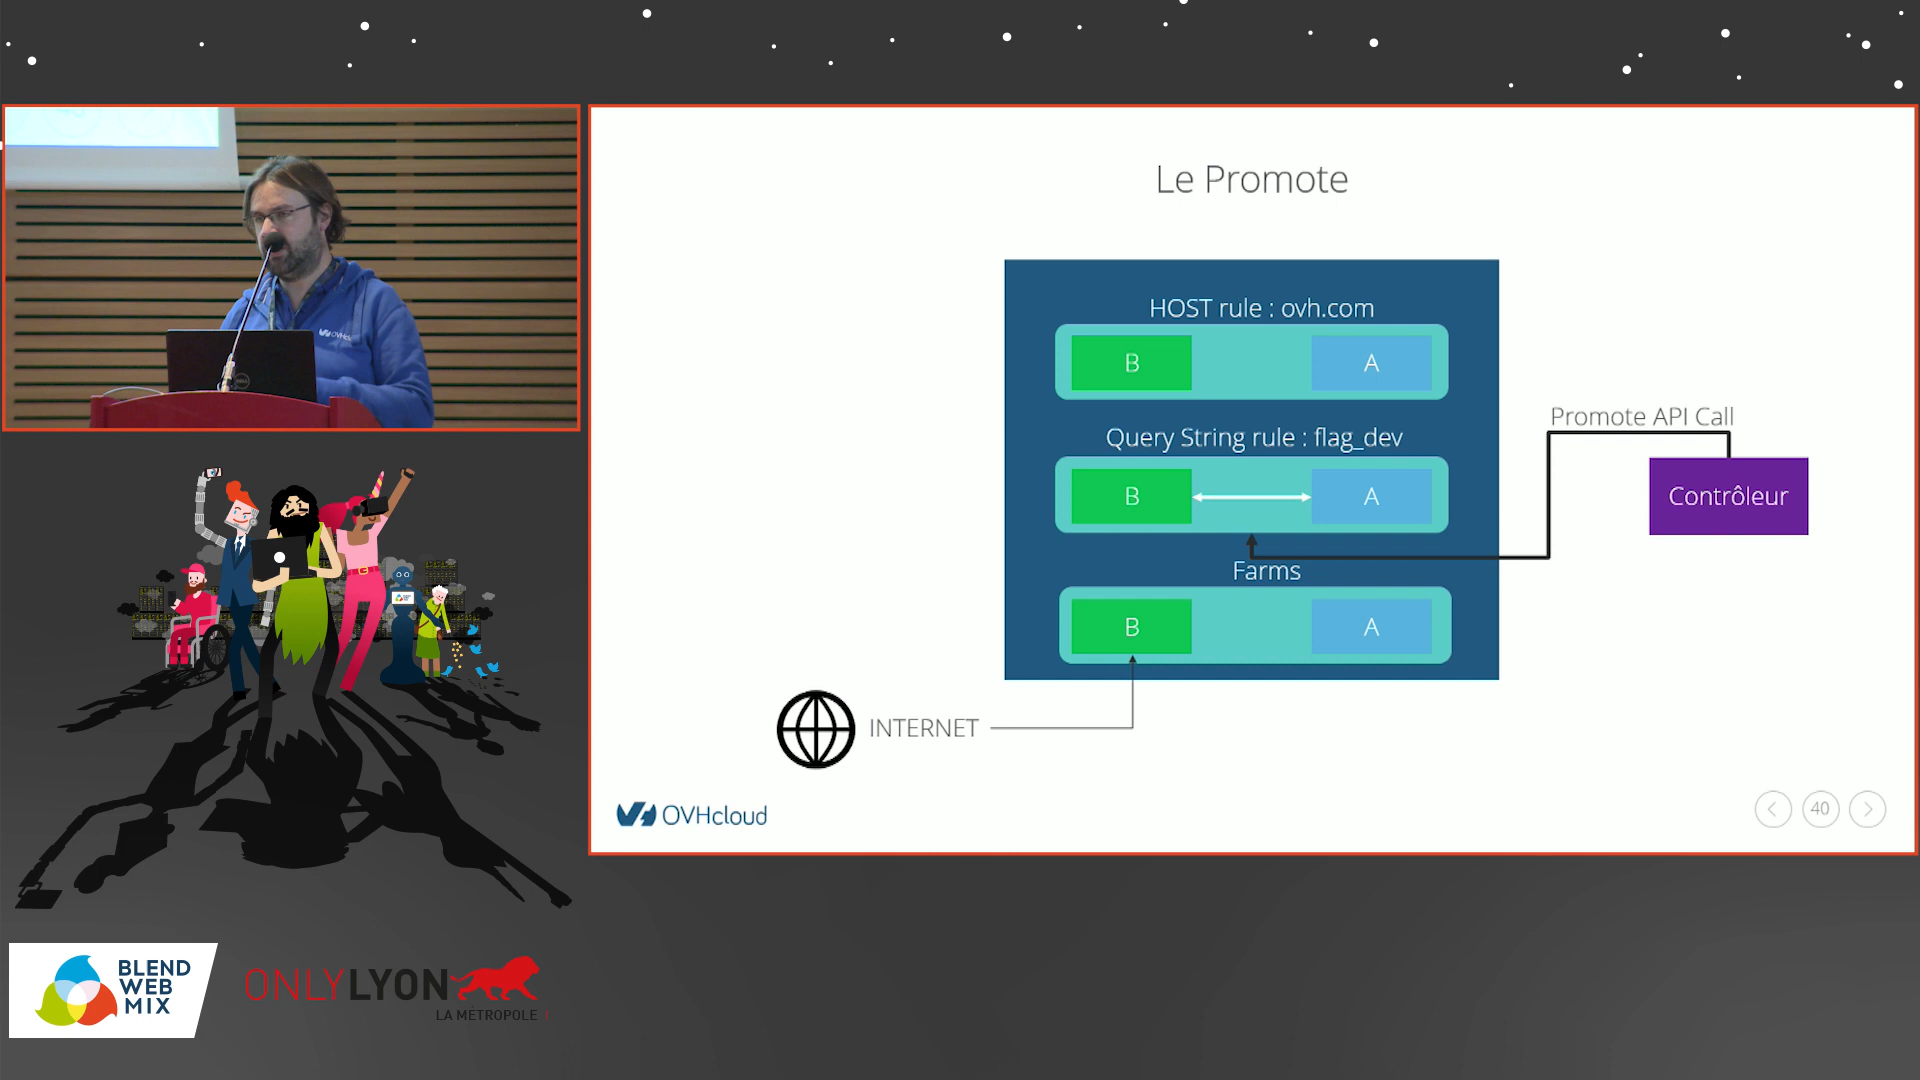 Le Promote
HOST rule : ovh.com
B
A
Query String rule : flag_dev
B
A
Promote API Call
Contrôleur
Farms
B
A
INTERNET
OVHcloud
40
BLEND
WEB
MIX
ONLYLYON
LA MÉTROPOLE